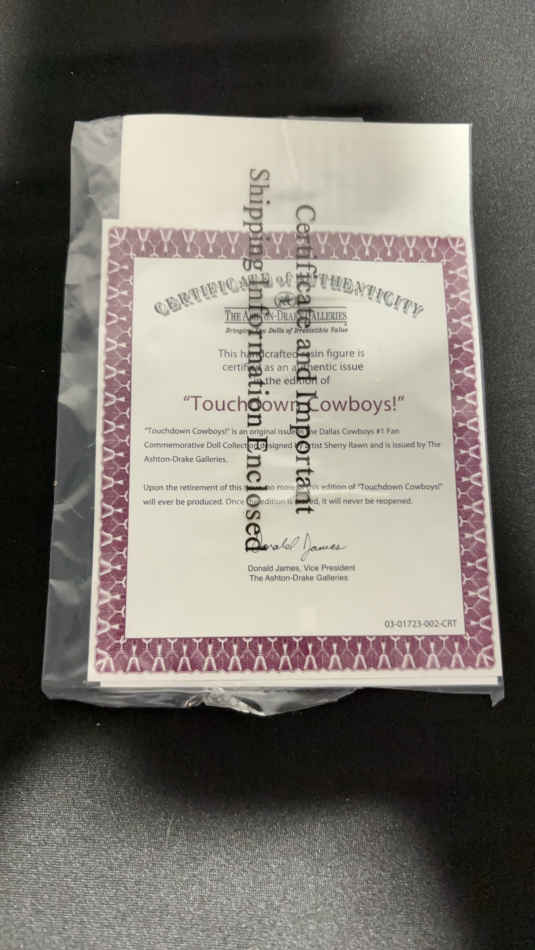 Certificate and Important
Shipping Information Enclosed
CERTIFICATE of AUTHENTICITY
THE ASHTON-DRAKE GALLERIES
Bringing You Dolls of Irresistible Value
This handcrafted resin figure is
certified as an authentic issue
the edition of
"Touchdown Cowboys!"
"Touchdown Cowboys!" is an original issue the Dallas Cowboys #1 Fan
Commemorative Doll Collection designed by artist Sherry Rawn and is issued by The
Ashton-Drake Galleries.
Upon the retirement of this no more this edition of "Touchdown Cowboys!"
will ever be produced. Once the edition is closed, it will never be reopened.
Donald James
Donald James, Vice President
The Ashton-Drake Galleries
03-01723-002-CRT